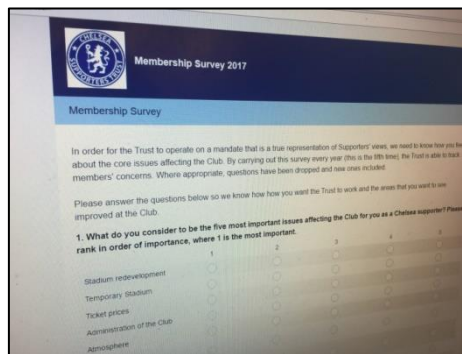 CHELSEA
SUPPORTERS TRUST
Membership Survey 2017
Membership Survey
In order for the Trust to operate on a mandate that is a true representation of Supporters' views, we need to know how you
about the core issues affecting the Club. By carrying out this survey every year (this is the fifth time), the Trust is able to track
members' concerns. Where appropriate, questions have been dropped and new ones included.
Please answer the questions below so we know how how you want the Trust to work and the areas that you want to see
improved at the Club.
1. What do you consider to be the five most important issues affecting the Club for you as a Chelsea supporter? Please
rank in order of importance, where 1 is the most important.
1 2 3 4 5
Stadium redevelopment
Temporary Stadium
Ticket prices
Administration of the Club
Atmosphere